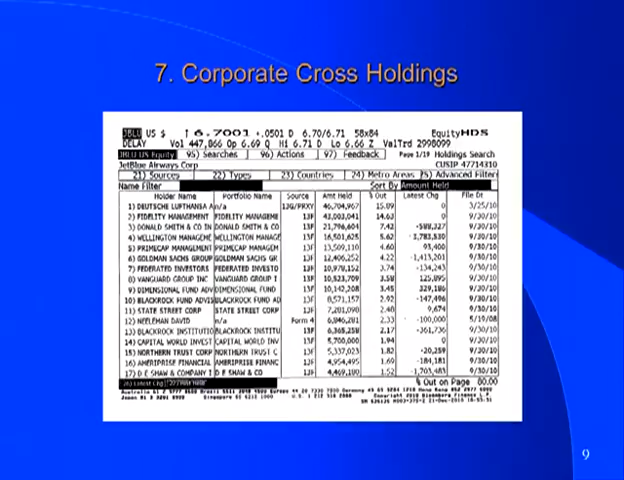 7. Corporate Cross Holdings
JBLU US $ ↑ 6.7001 +.0501 D 6.70/6.71 58x84 EquityHDS
DELAY Vol 447,866 Op 6.69 Q Hi 6.71 D Lo 6.66 Z ValTrd 2998099
JBLU US Equity 95) Searches 96) Actions 97) Feedback Page 1/19 Holdings Search
JetBlue Airways Corp CUSIP 47714310
21) Sources 22) Types 23) Countries 24) Metro Areas 25) Advanced Filter
Name Filter Sort By Amount Held
Holder Name Portfolio Name Source Amt Held % Out Latest Chg File Dt
1) DEUTSCHE LUFTHANSA A n/a 13G/PRXY 46,704,967 15.89 0 3/25/10
2) FIDELITY MANAGEMENT FIDELITY MANAGEME 13F 43,003,041 14.63 0 9/30/10
3) DONALD SMITH & CO IN DONALD SMITH & CO 13F 21,796,604 7.42 9/30/10
4) WELLINGTON MANAGEME WELLINGTON MANAGE 13F 16,501,625 5.62 9/30/10
5) PRIMECAP MANAGEMENT PRIMECAP MANAGEM 13F 13,509,110 4.60 93,400 9/30/10
6) GOLDMAN SACHS GROUP GOLDMAN SACHS GR 13F 12,406,252 4.22 -1,413,201 9/30/10
7) FEDERATED INVESTORS FEDERATED INVESTO 13F 10,978,152 3.74 -134,243 9/30/10
8) VANGUARD GROUP INC VANGUARD GROUP I 13F 10,523,709 3.58 125,895 9/30/10
9) DIMENSIONAL FUND ADV DIMENSIONAL FUND 13F 10,142,208 3.45 329,186 9/30/10
10) BLACKROCK FUND ADVIS BLACKROCK FUND AD 13F 8,571,157 2.92 -147,496 9/30/10
11) STATE STREET CORP STATE STREET CORP 13F 7,201,090 9,674 9/30/10
12) NEELEMAN DAVID n/a Form 4 2.33 -100,000 5/19/08
13) BLACKROCK INSTITUTIO BLACKROCK INSTITU 13F 6,365,258 2.17 -361,736 9/30/10
14) CAPITAL WORLD INVEST CAPITAL WORLD INV 13F 5,700,000 1.94 0 9/30/10
15) NORTHERN TRUST CORP NORTHERN TRUST C 13F 5,337,023 1.82 -20,259 9/30/10
16) AMERIPRISE FINANCIAL AMERIPRISE FINANC 13F 4,954,495 1.69 -184,181 9/30/10
17) D E SHAW & COMPANY I D E SHAW & CO 13F 4,469,190 1.52 -1,703,483 9/30/10
% Out on Page 80.00
9